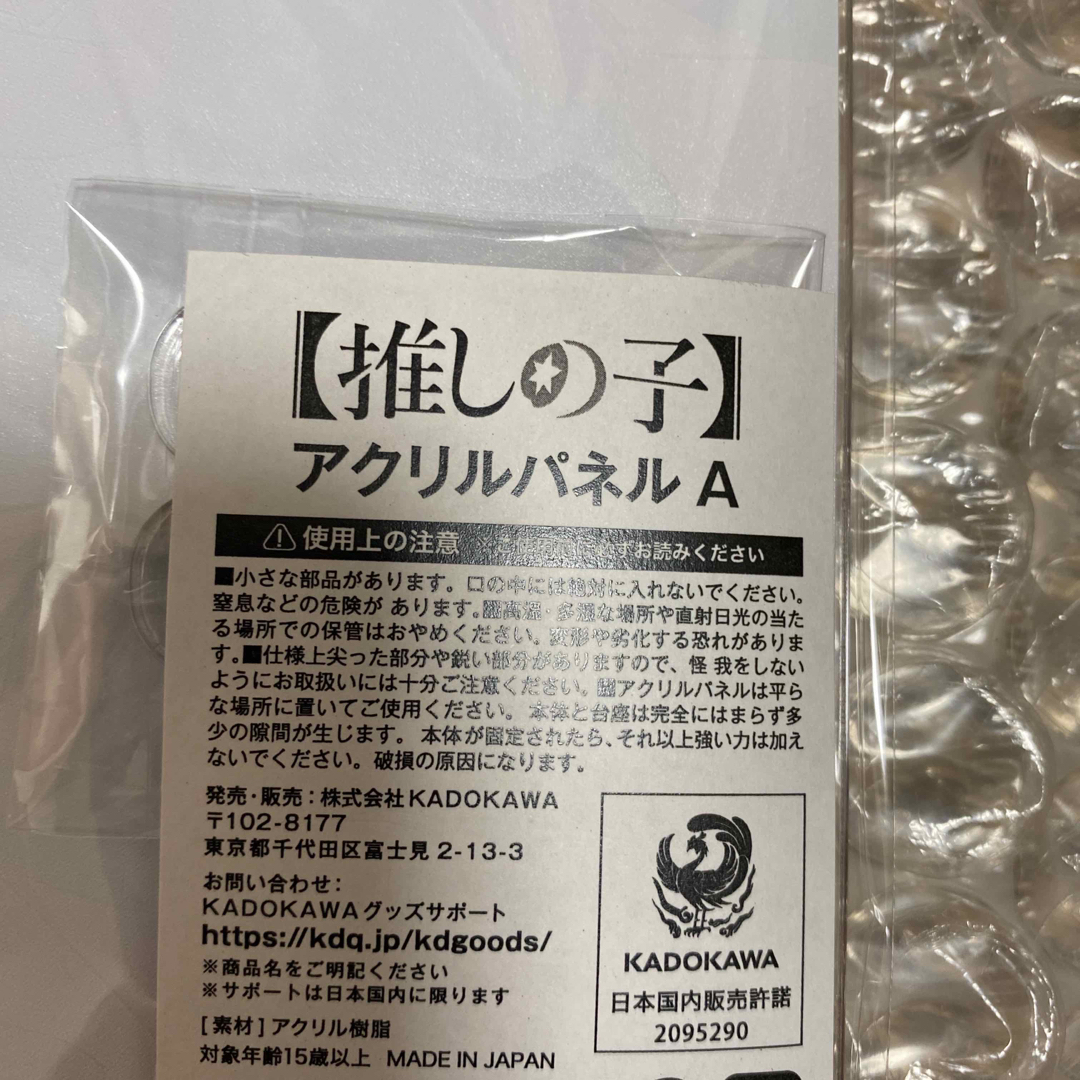 【推しの子】
アクリルパネル A
使用上の注意 ずお読みください
■小さな部品があります。口の中には絶対に入れないでください。
窒息などの危険が あります。■高温・多湿な場所や直射日光の当た
る場所での保管はおやめください。変形や劣化する恐れがありま
す。■仕様上尖った部分や鋭い部分がありますので、怪 我をしない
ようにお取扱いには十分ご注意ください。■アクリルパネルは平ら
な場所に置いてご使用ください。 本体と台座は完全にはまらず多
少の隙間が生じます。 本体が固定されたら、それ以上強い力は加え
ないでください。破損の原因になります。
発売・販売：株式会社KADOKAWA
〒102-8177
東京都千代田区富士見 2-13-3
お問い合わせ：
KADOKAWAグッズサポート
https://kdq.jp/kdgoods/
※商品名をご明記ください
※サポートは日本国内に限ります
[素材]アクリル樹脂
対象年齢15歳以上 MADE IN JAPAN
KADOKAWA
日本国内販売許諾
2095290